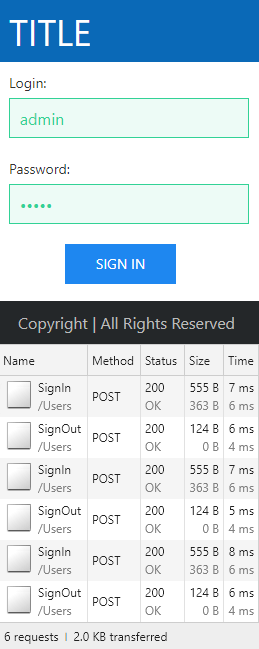 TITLE
Login:
admin
Password:
•••••
SIGN IN
Copyright | All Rights Reserved
Name Method Status Size Time
SignIn 200 555 B 7 ms
/Users POST OK 363 B 6 ms
SignOut 200 124 B 6 ms
/Users POST OK 0 B 4 ms
SignIn 200 555 B 7 ms
/Users POST OK 363 B 6 ms
SignOut 200 124 B 5 ms
/Users POST OK 0 B 4 ms
SignIn 200 555 B 8 ms
/Users POST OK 363 B 6 ms
SignOut 200 124 B 6 ms
/Users POST OK 0 B 4 ms
6 requests | 2.0 KB transferred